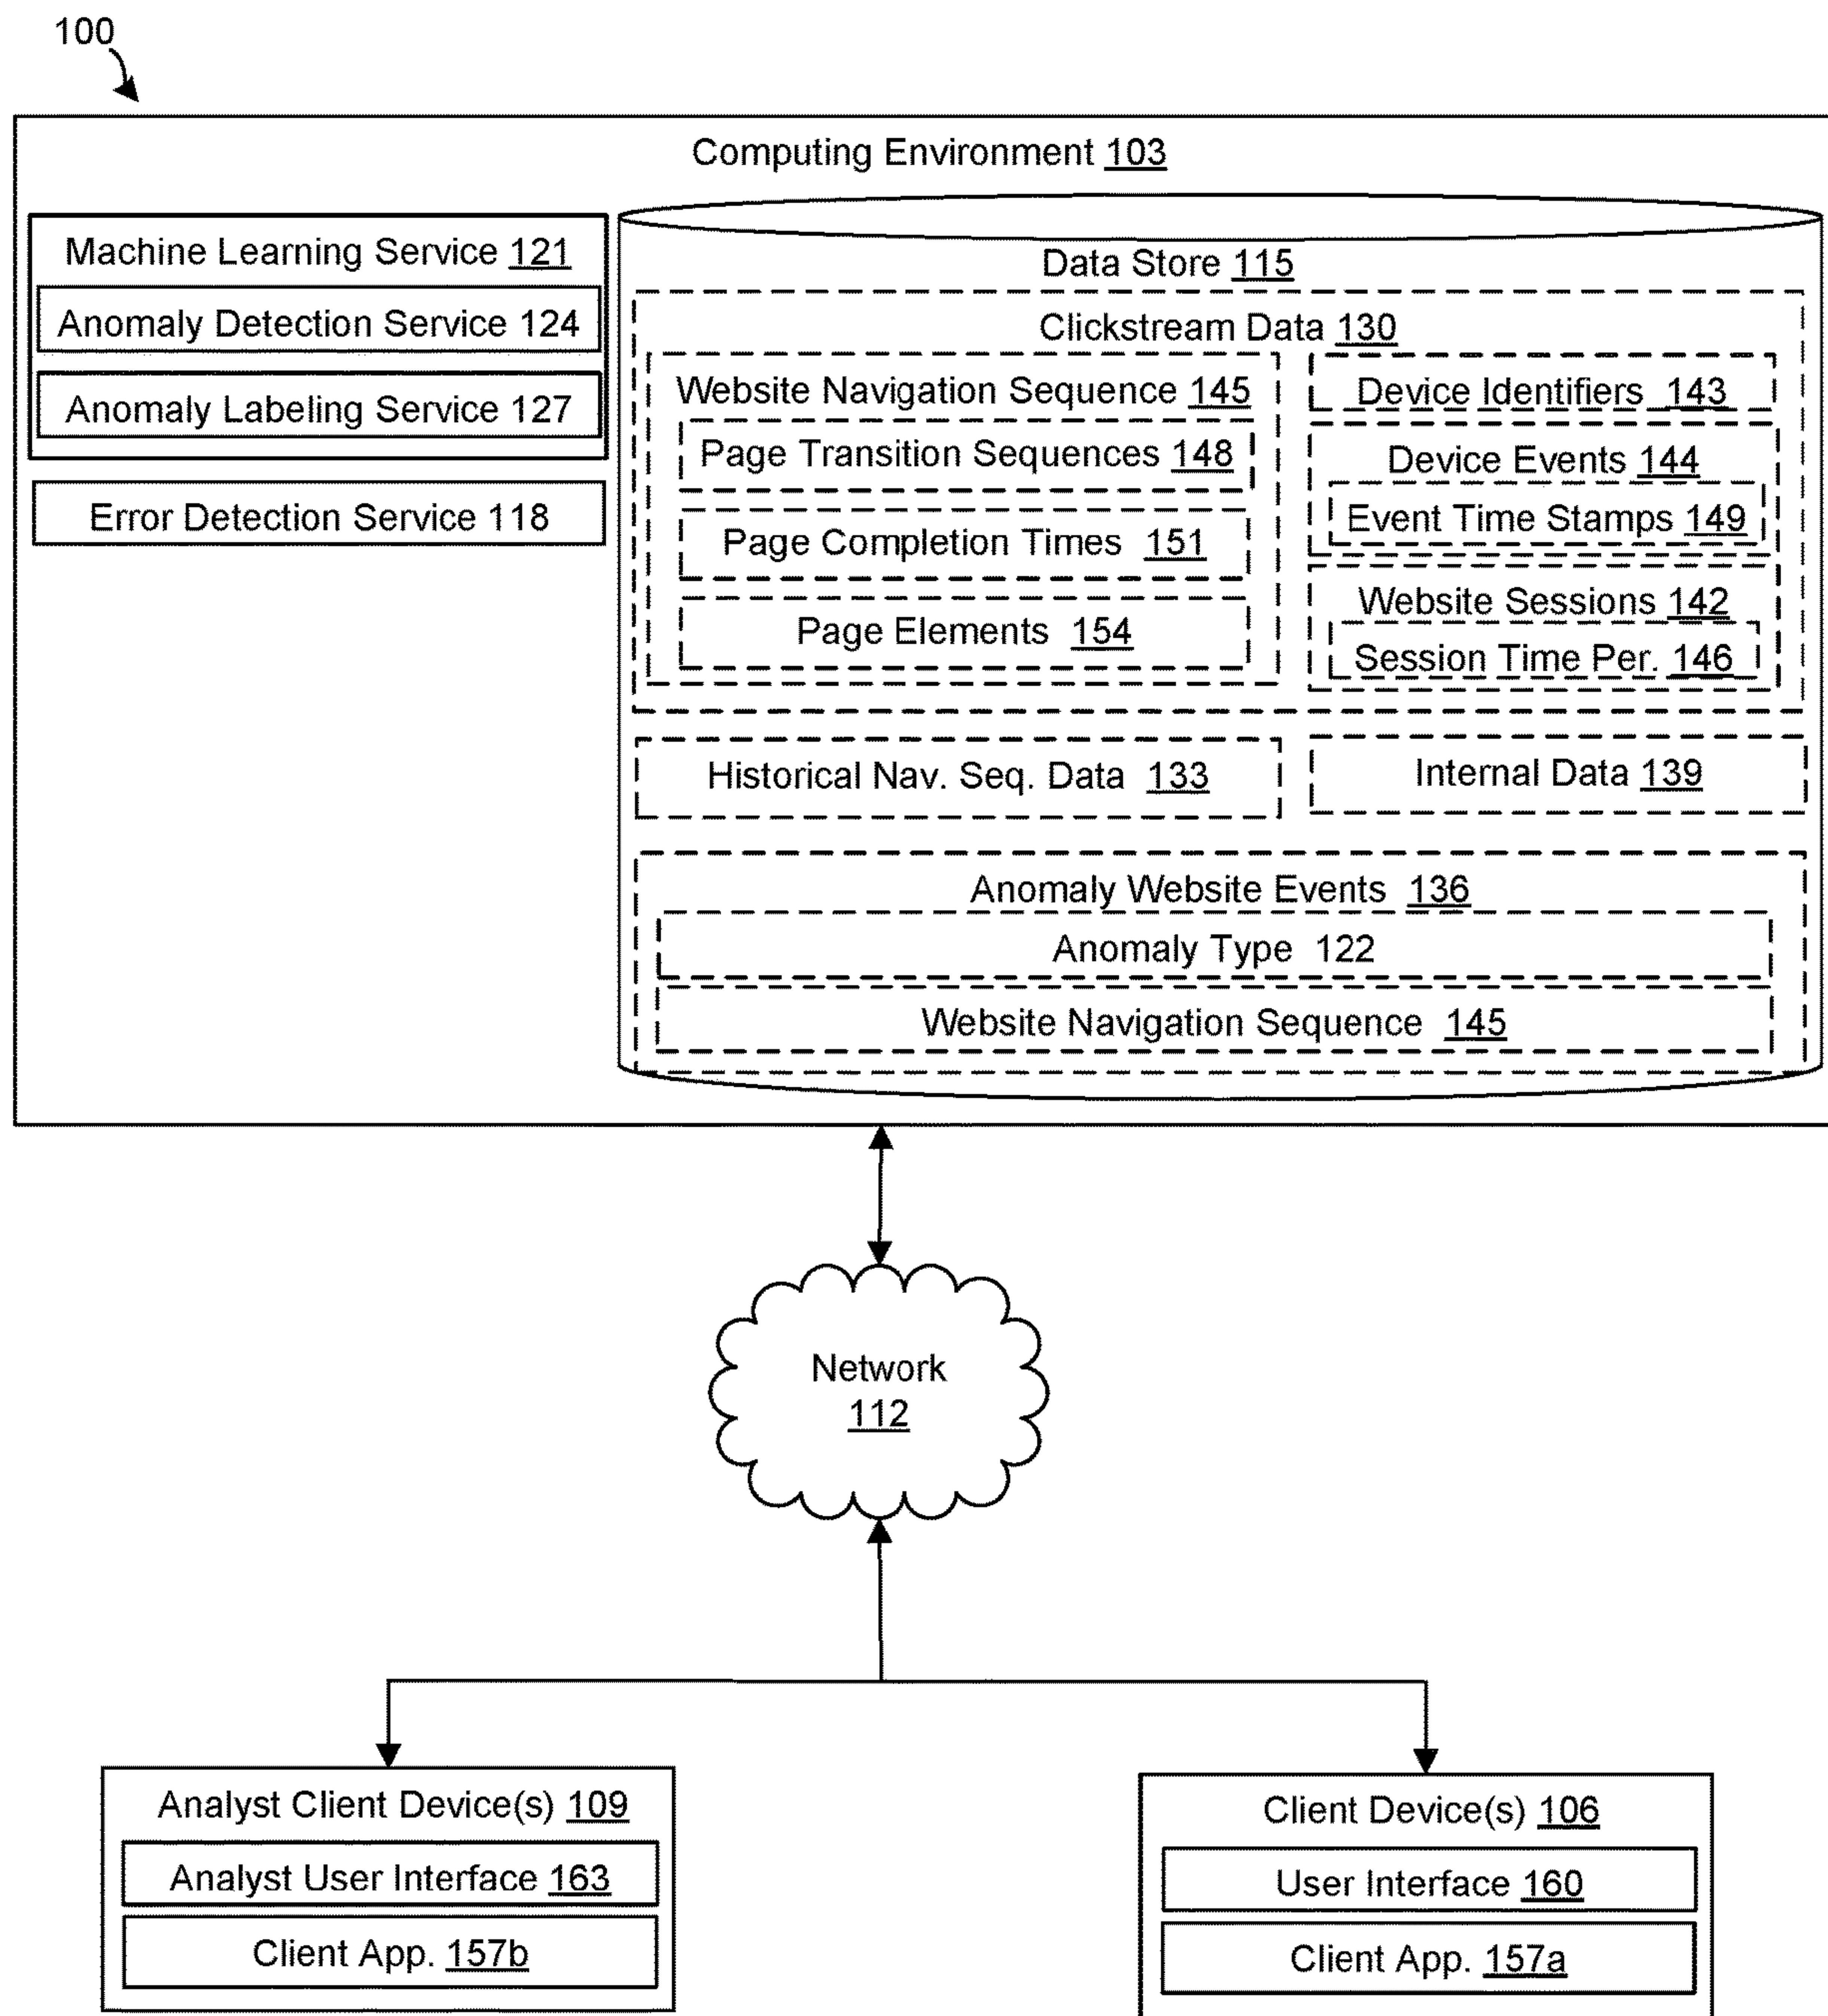 100
Computing Environment 103
Machine Learning Service 121
Anomaly Detection Service 124
Anomaly Labeling Service 127
Error Detection Service 118
Data Store 115
Clickstream Data 130
Website Navigation Sequence 145
Page Transition Sequences 148
Page Completion Times 151
Page Elements 154
Device Identifiers 143
Device Events 144
Event Time Stamps 149
Website Sessions 142
Session Time Per. 146
Historical Nav. Seq. Data 133
Internal Data 139
Anomaly Website Events 136
Anomaly Type 122
Website Navigation Sequence 145
Network
112
Analyst Client Device(s) 109
Analyst User Interface 163
Client App. 157b
Client Device(s) 106
User Interface 160
Client App. 157a